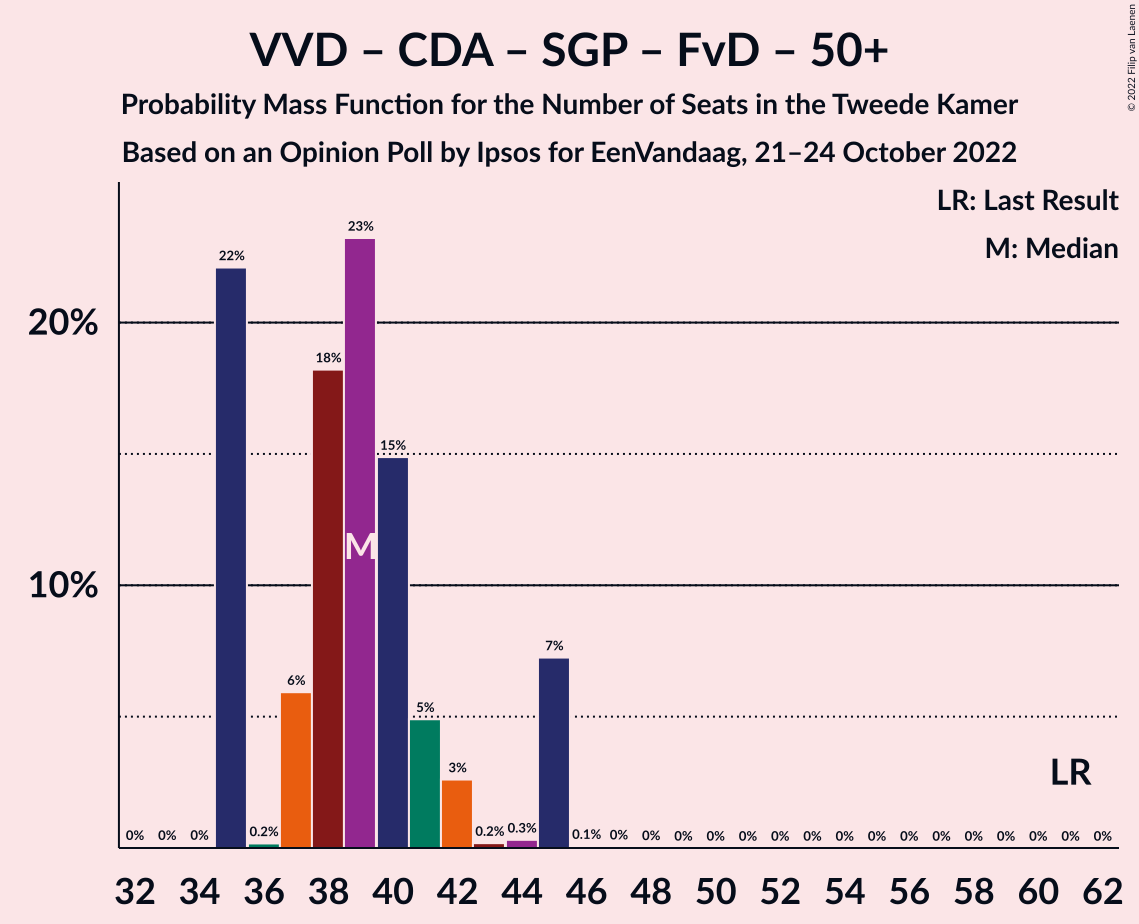 VVD – CDA – SGP – FvD – 50+
Probability Mass Function for the Number of Seats in the Tweede Kamer
Based on an Opinion Poll by Ipsos for EenVandaag, 21–24 October 2022
© 2022 Filip van Laenen
LR: Last Result
M: Median
20%
10%
0% 0% 0% 22% 0.2% 6% 18% 23% 15% 5% 3% 0.2% 0.3% 7% 0.1% 0% 0% 0% 0% 0% 0% 0% 0% 0% 0% 0% 0% 0% 0% 0% 0%
M
LR
32 34 36 38 40 42 44 46 48 50 52 54 56 58 60 62